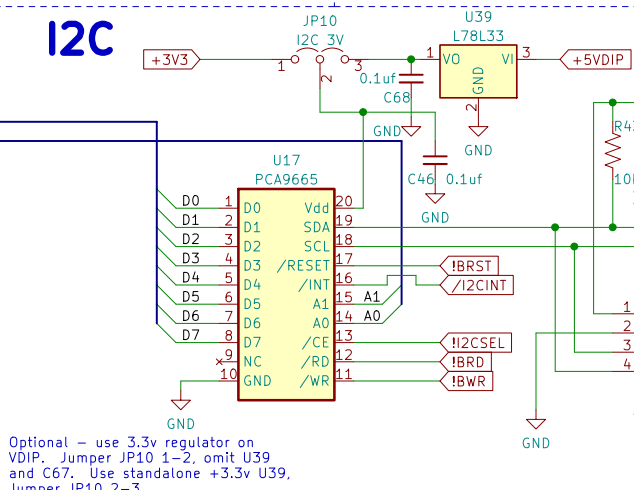 I2C
JP10
I2C 3V
U39
L78L33
+3V3
1
2
3
1
VO
VI
3
+5VDIP
GND
2
0.1uf
C68
GND
GND
C46
0.1uf
GND
U17
PCA9665
D0
1
D0
Vdd
20
D1
2
D1
SDA
19
D2
3
D2
SCL
18
D3
4
D3
/RESET
17
!BRST
D4
5
D4
/INT
16
/I2CINT
D5
6
D5
A1
15
A1
D6
7
D6
A0
14
A0
D7
8
D7
/CE
13
!I2CSEL
9
NC
/RD
12
!BRD
10
GND
/WR
11
!BWR
GND
1
2
3
4
GND
Optional – use 3.3v regulator on
VDIP. Jumper JP10 1-2, omit U39
and C67. Use standalone +3.3v U39,
Jumper JP10 2-3